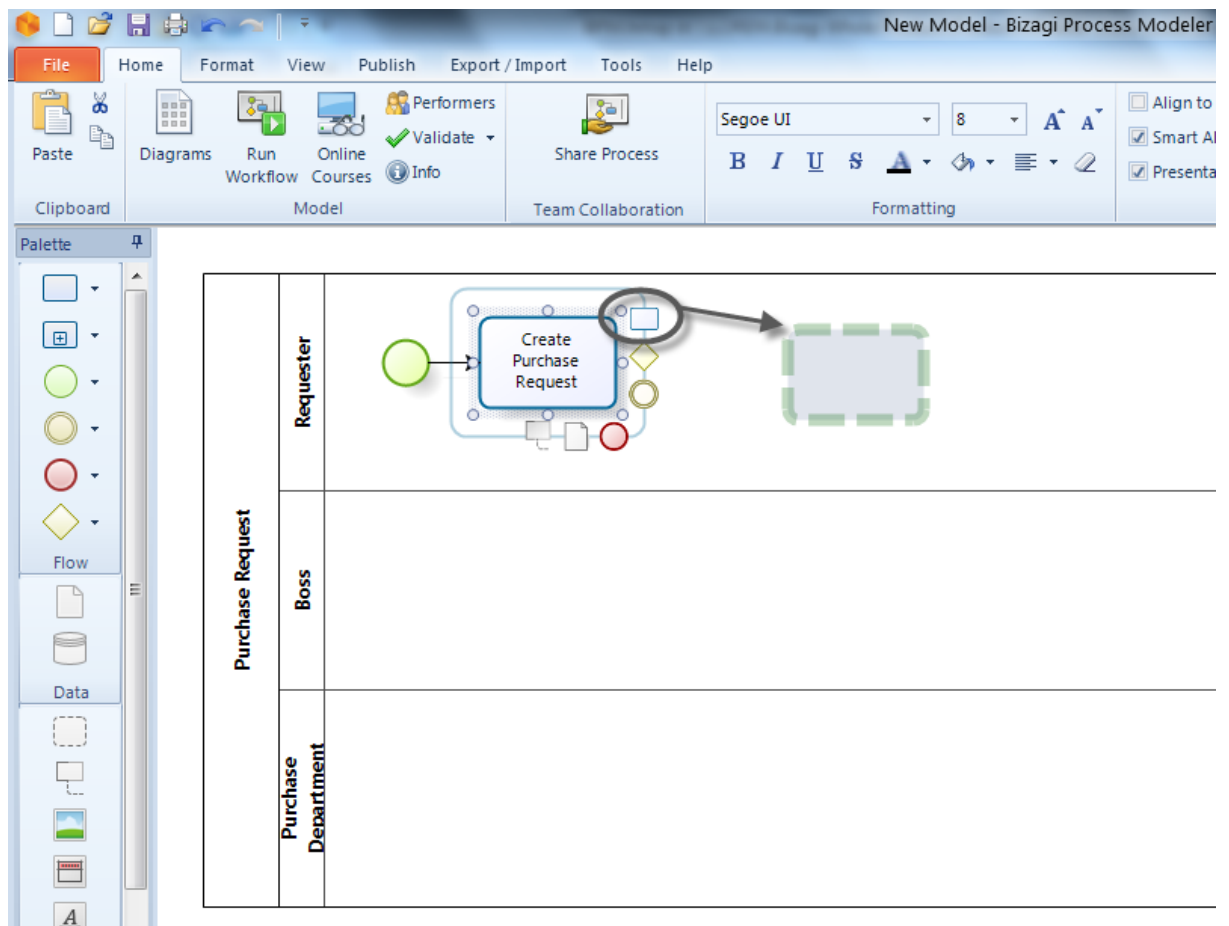 New Model - Bizagi Process Modeler
File Home Format View Publish Export / Import Tools Help
Paste
Clipboard
Diagrams
Run
Workflow
Online
Courses
Performers
Validate
Info
Model
Share Process
Team Collaboration
Segoe UI 8
B I U S A
Formatting
Align to
Smart Al
Presenta
Palette
Flow
Data
A
Purchase Request
Requester
Create
Purchase
Request
Boss
Purchase
Department